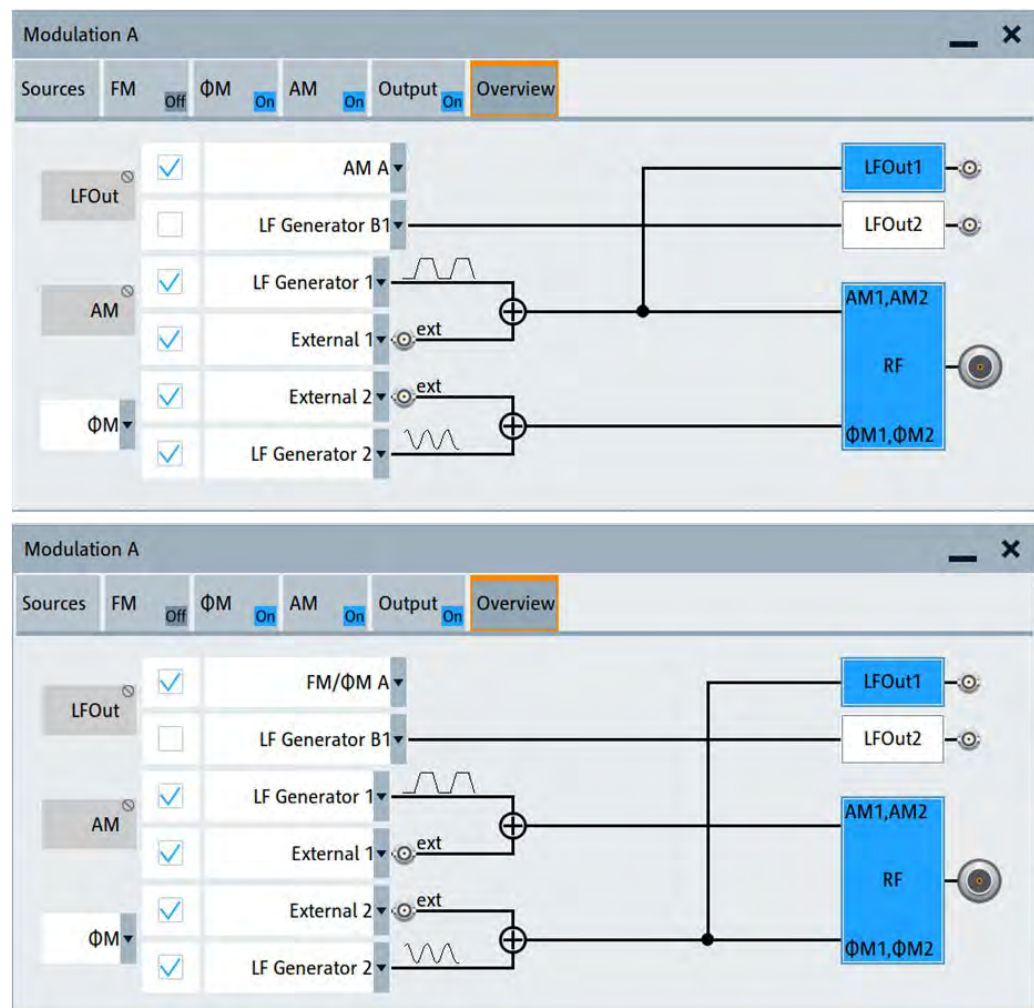 Modulation A
Sources FM Off ΦM On AM On Output On Overview
LFOut
AM A
LFOut1
LF Generator B1
LFOut2
AM
LF Generator 1
AM1,AM2
External 1 ext
RF
ΦM
External 2 ext
LF Generator 2
ΦM1,ΦM2
Modulation A
Sources FM Off ΦM On AM On Output On Overview
LFOut
FM/ΦM A
LFOut1
LF Generator B1
LFOut2
AM
LF Generator 1
AM1,AM2
External 1 ext
RF
ΦM
External 2 ext
LF Generator 2
ΦM1,ΦM2